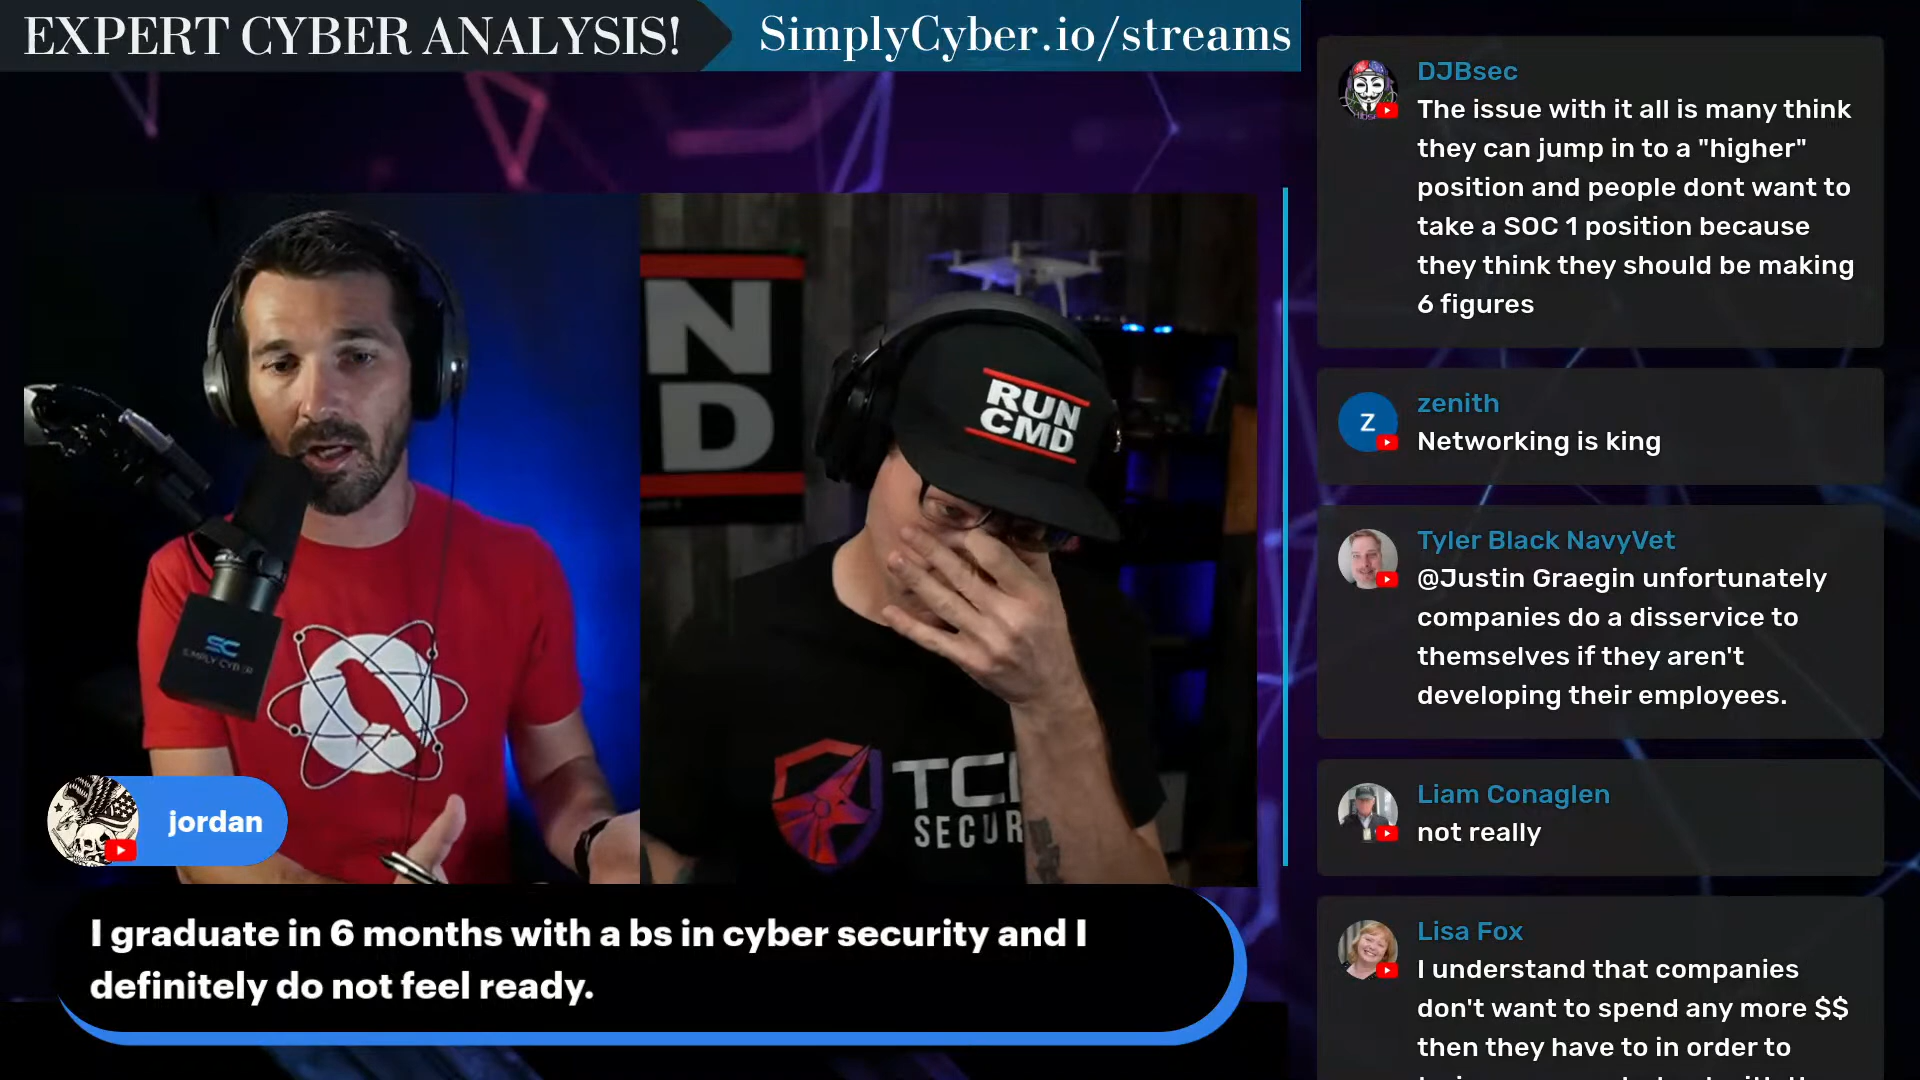 EXPERT CYBER ANALYSIS!
SimplyCyber.io/streams
N
D
RUN
CMD
SC
SIMPLY CYBER
TC
SECUR
jordan
I graduate in 6 months with a bs in cyber security and I
definitely do not feel ready.
DJBsec
The issue with it all is many think
they can jump in to a "higher"
position and people dont want to
take a SOC 1 position because
they think they should be making
6 figures
Z
zenith
Networking is king
Tyler Black NavyVet
@Justin Graegin unfortunately
companies do a disservice to
themselves if they aren't
developing their employees.
Liam Conaglen
not really
Lisa Fox
I understand that companies
don't want to spend any more $$
then they have to in order to